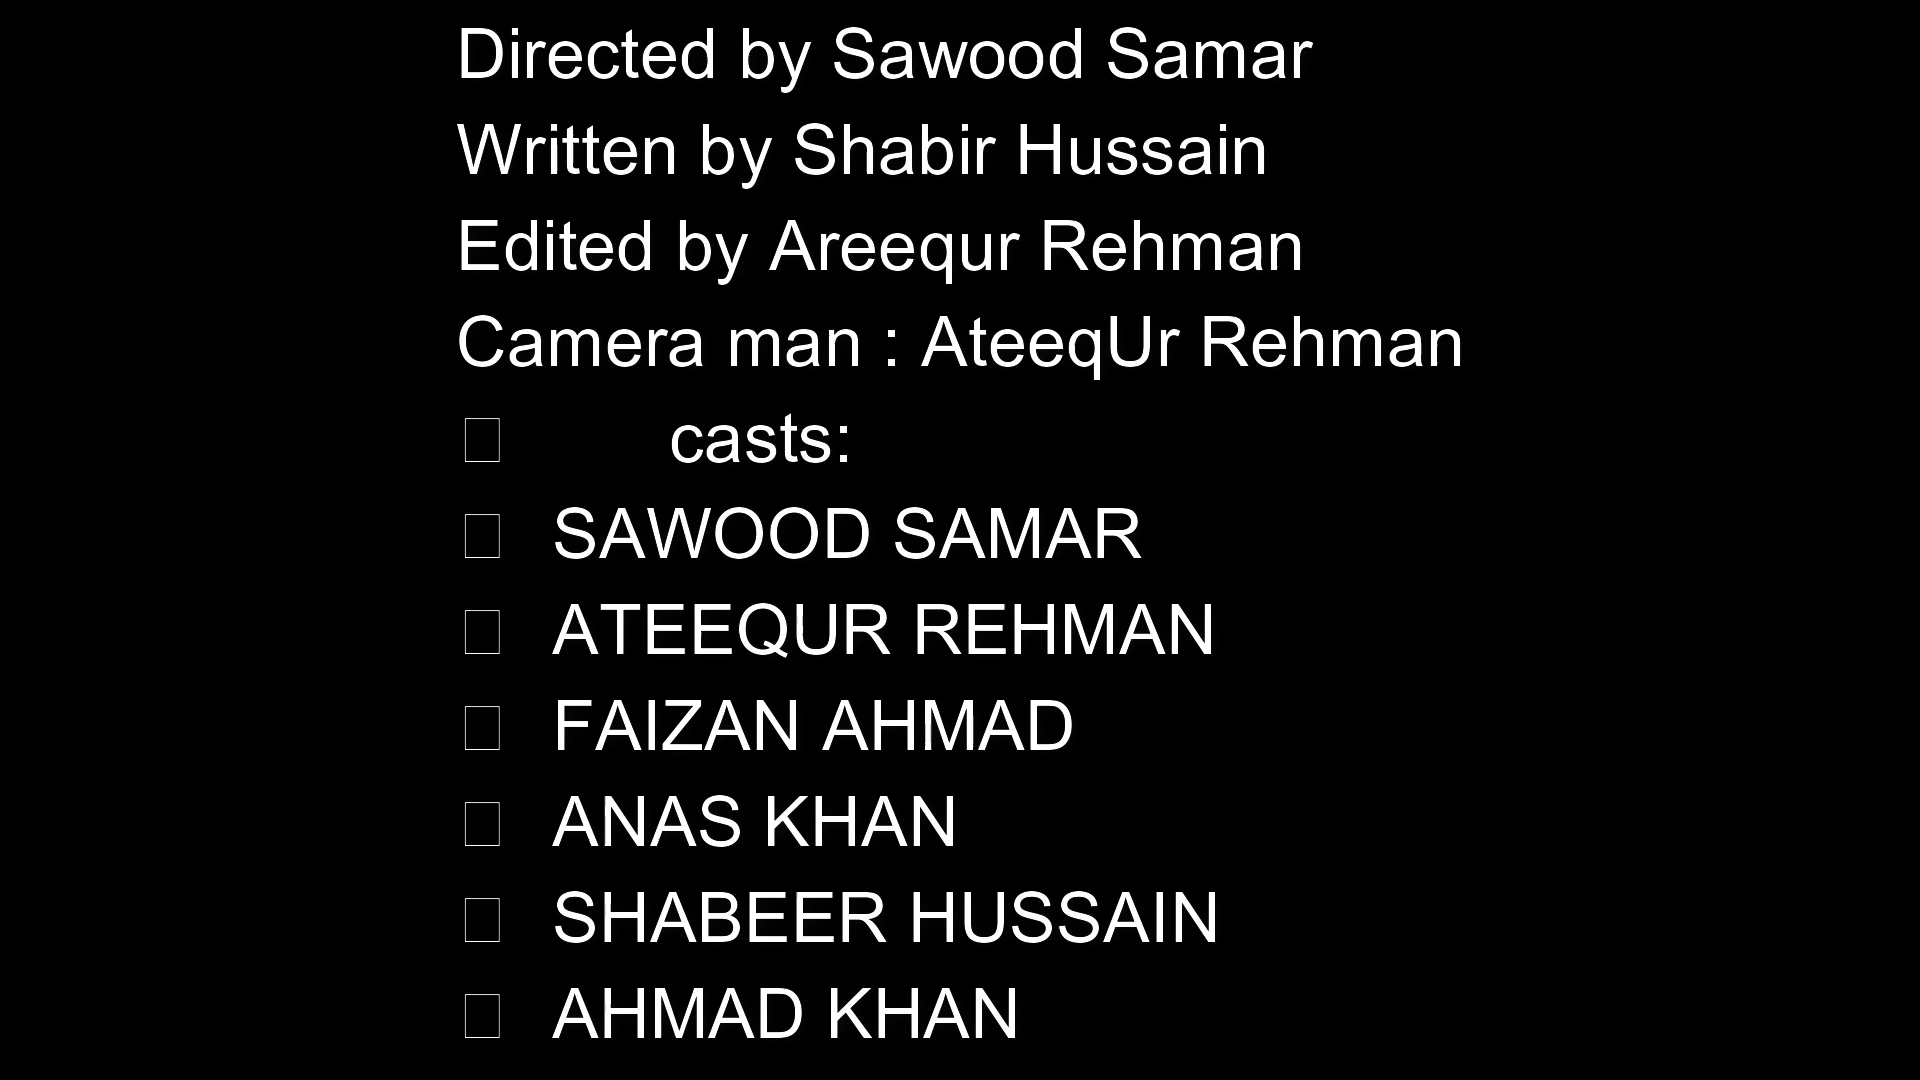 Directed by Sawood Samar
Written by Shabir Hussain
Edited by Areequr Rehman
Camera man : AteeqUr Rehman
casts:
SAWOOD SAMAR
ATEEQUR REHMAN
FAIZAN AHMAD
ANAS KHAN
SHABEER HUSSAIN
AHMAD KHAN